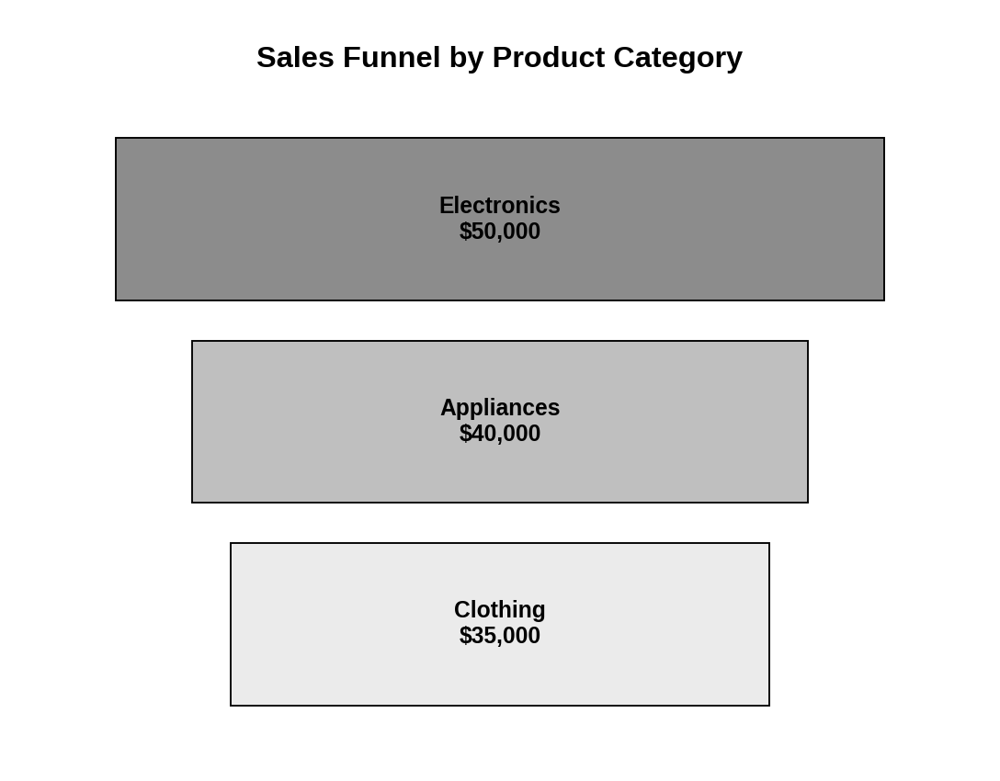 Sales Funnel by Product Category
Electronics
$50,000
Appliances
$40,000
Clothing
$35,000